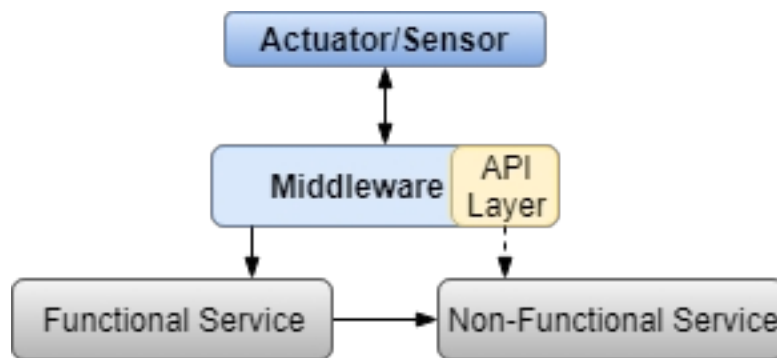 Actuator/Sensor
Middleware
API
Layer
Functional Service
Non-Functional Service